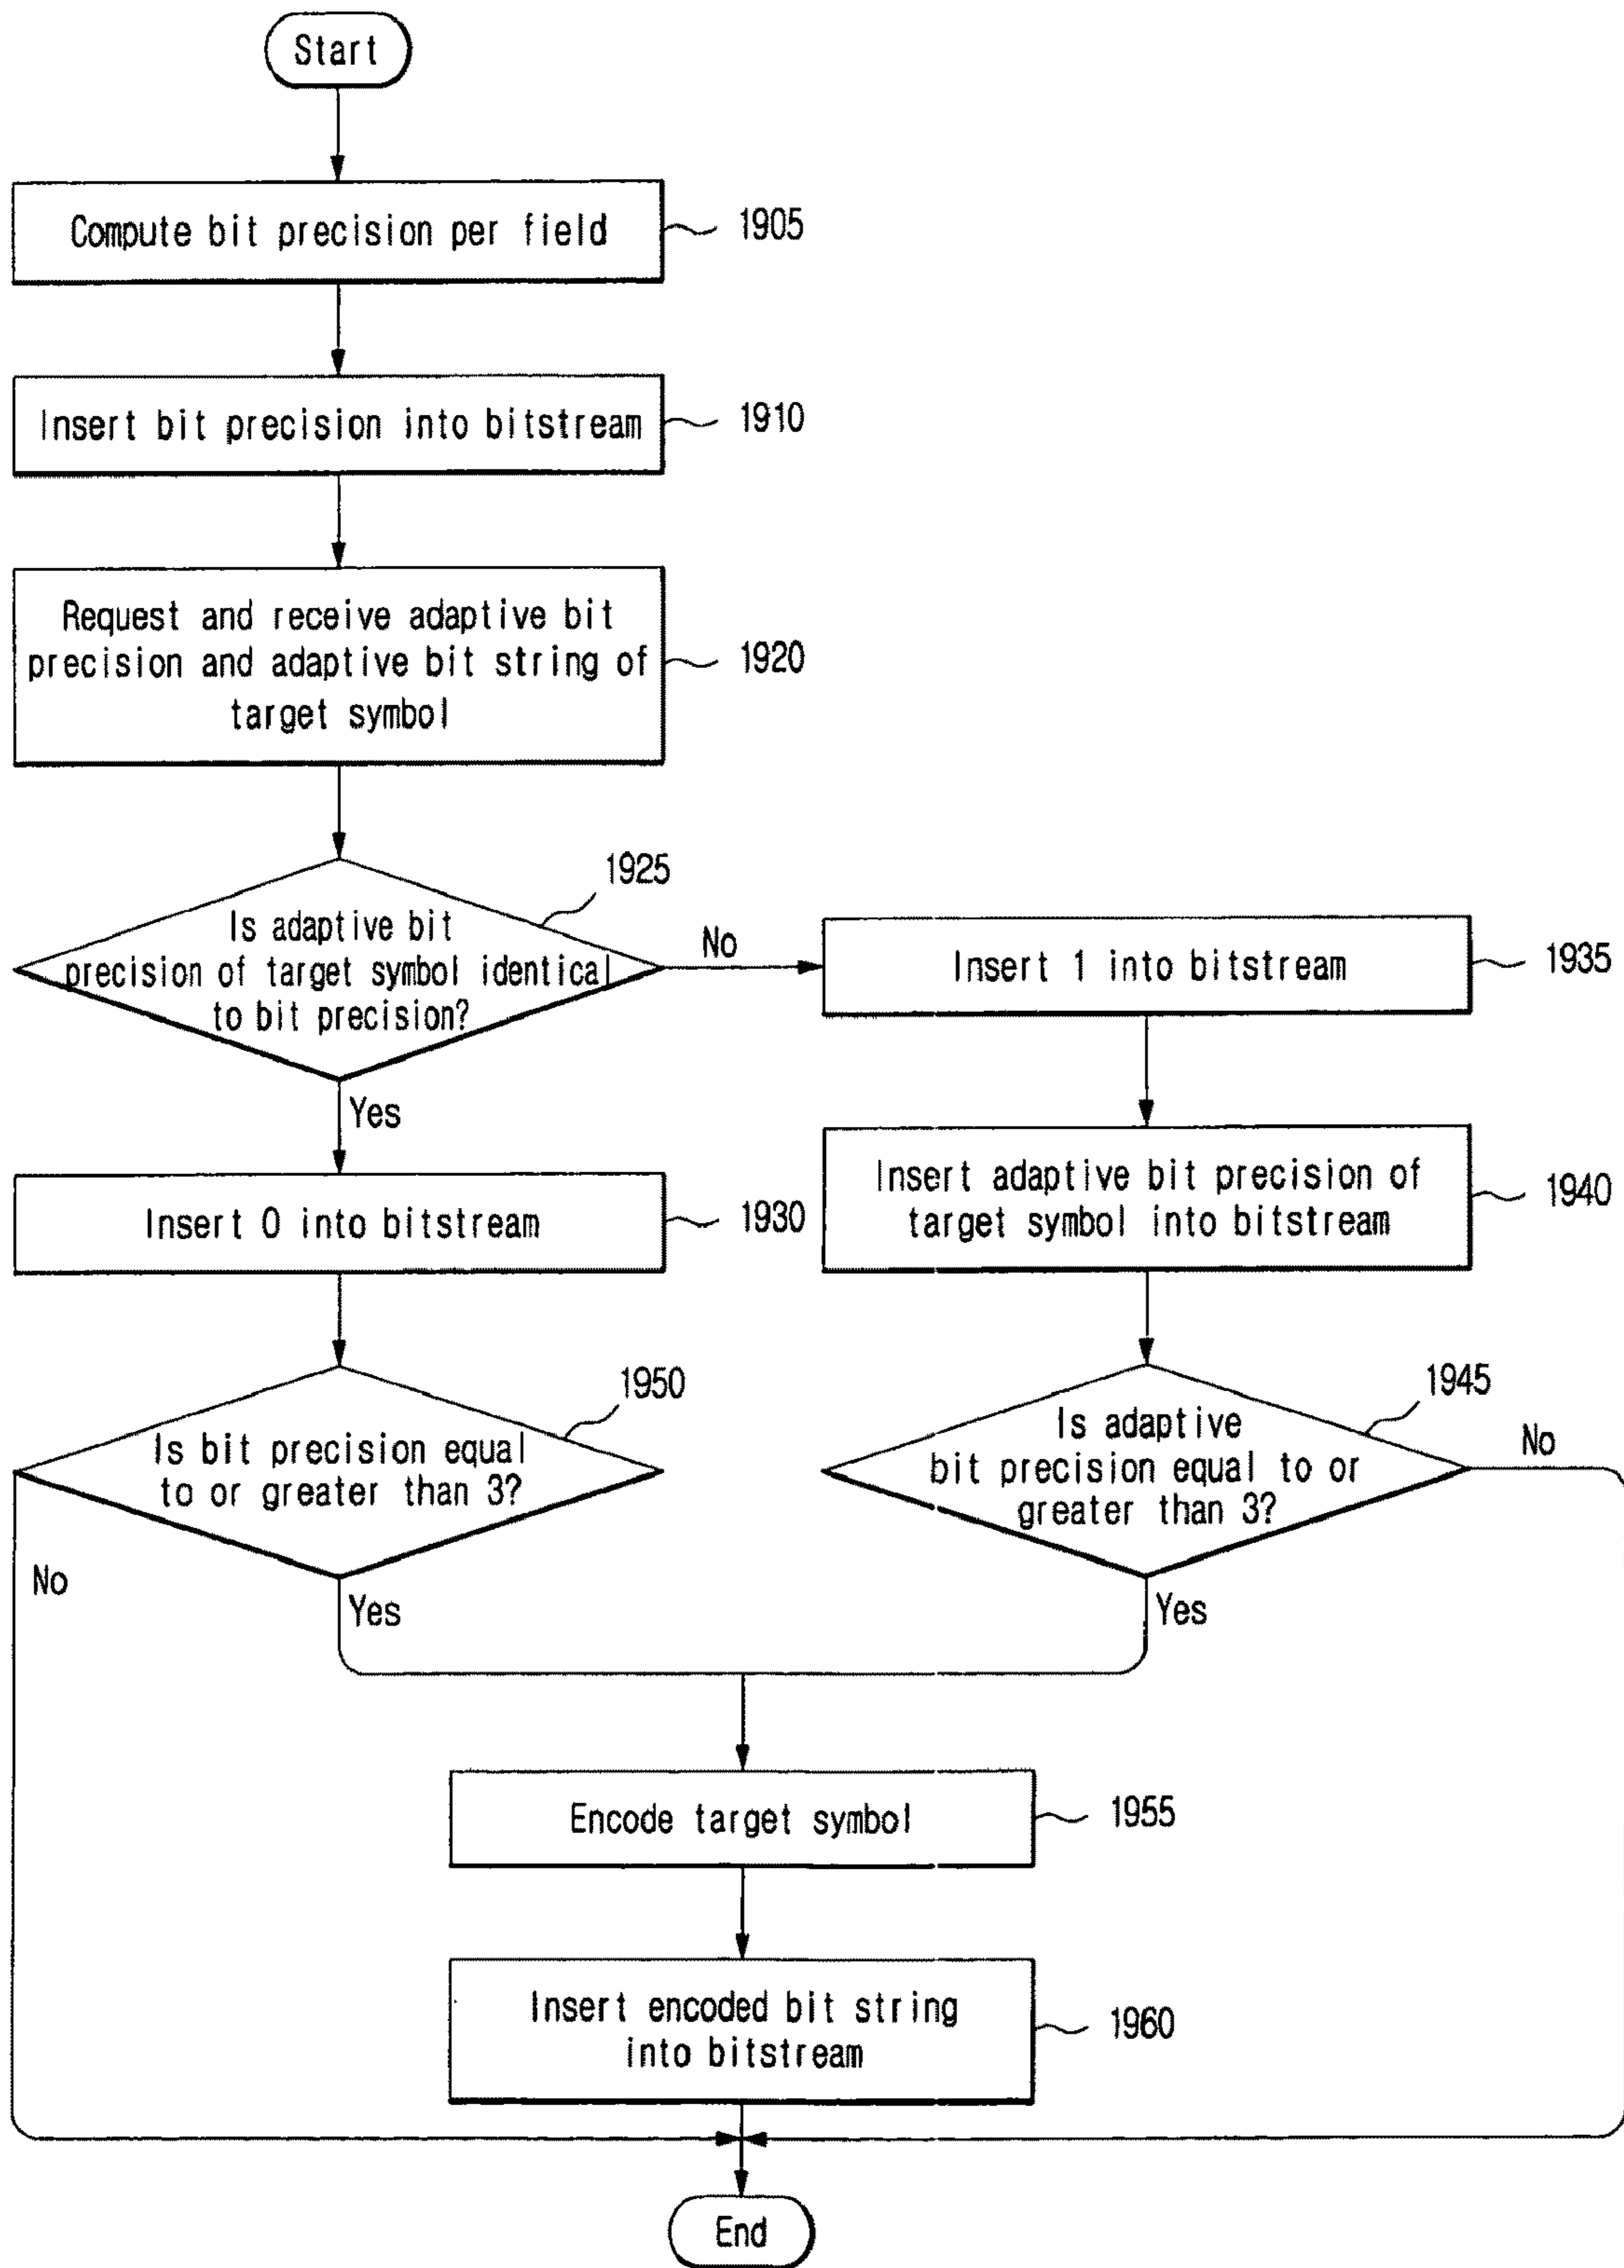 Start
Compute bit precision per field
1905
Insert bit precision into bitstream
1910
Request and receive adaptive bit
precision and adaptive bit string of
target symbol
1920
1925
Is adaptive bit
precision of target symbol identical
to bit precision?
No
Yes
Insert 1 into bitstream
1935
Insert 0 into bitstream
1930
Insert adaptive bit precision of
target symbol into bitstream
1940
1950
Is bit precision equal
to or greater than 3?
No
Yes
1945
Is adaptive
bit precision equal to or
greater than 3?
No
Yes
Encode target symbol
1955
Insert encoded bit string
into bitstream
1960
End